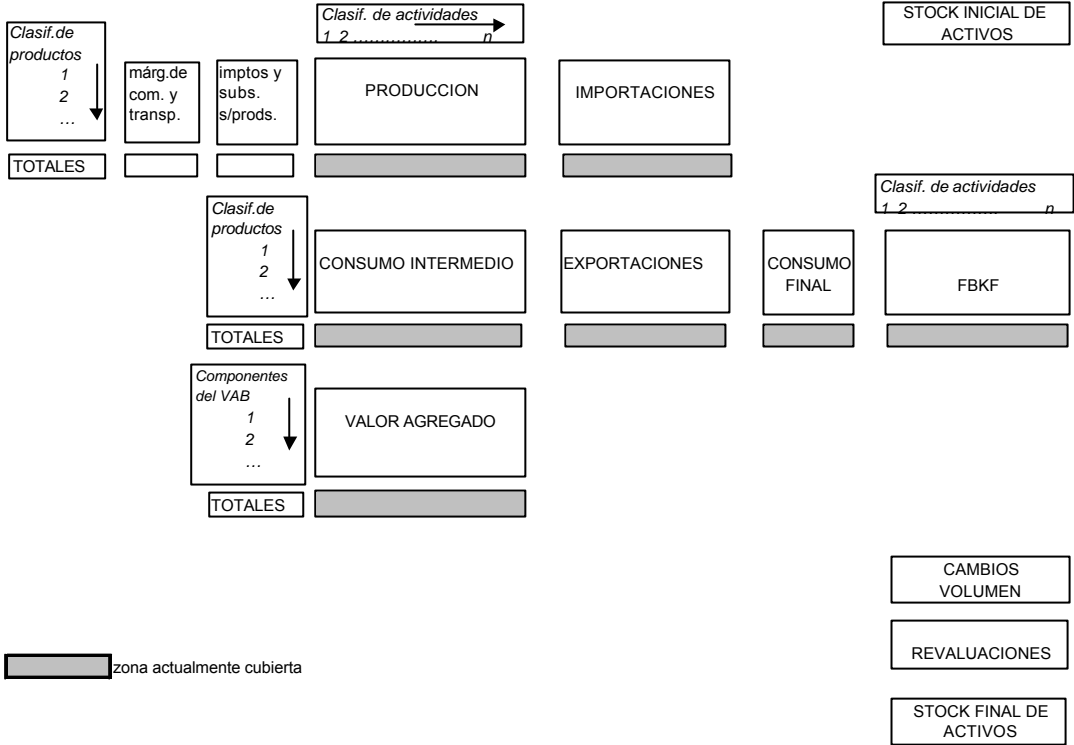 Clasif. de actividades
1 2 ................ n
STOCK INICIAL DE
ACTIVOS
Clasif.de
productos
1
2
…
márg.de
com. y
transp.
imptos y
subs.
s/prods.
PRODUCCION
IMPORTACIONES
TOTALES
Clasif. de actividades
1 2 ................ n
Clasif.de
productos
1
2
…
CONSUMO INTERMEDIO
EXPORTACIONES
CONSUMO
FINAL
FBKF
TOTALES
Componentes
del VAB
1
2
…
VALOR AGREGADO
TOTALES
CAMBIOS
VOLUMEN
REVALUACIONES
zona actualmente cubierta
STOCK FINAL DE
ACTIVOS